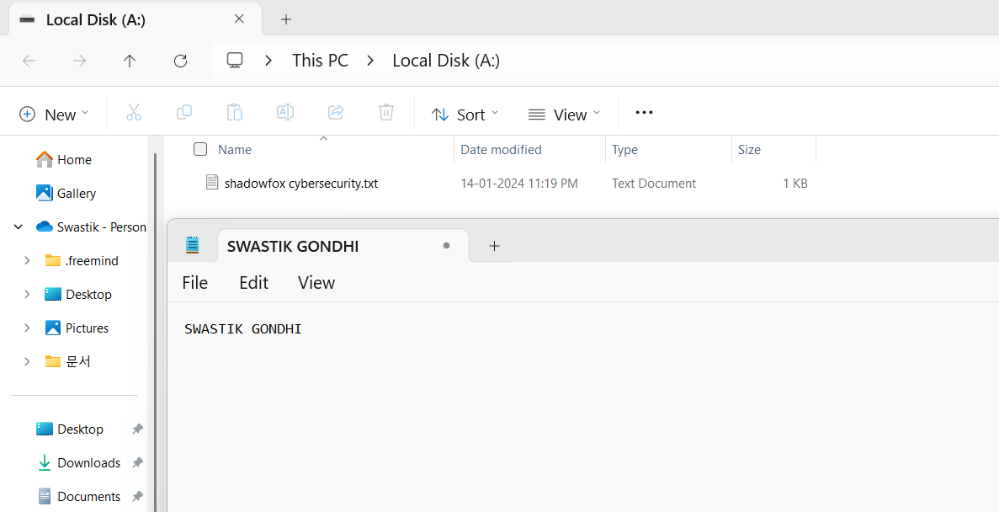 Local Disk (A:)
This PC > Local Disk (A:)
New Sort View ...
Name Date modified Type Size
shadowfox cybersecurity.txt 14-01-2024 11:19 PM Text Document 1 KB
Home
Gallery
Swastik - Person
.freemind
Desktop
Pictures
문서
Desktop
Downloads
Documents
SWASTIK GONDHI
File Edit View
SWASTIK GONDHI